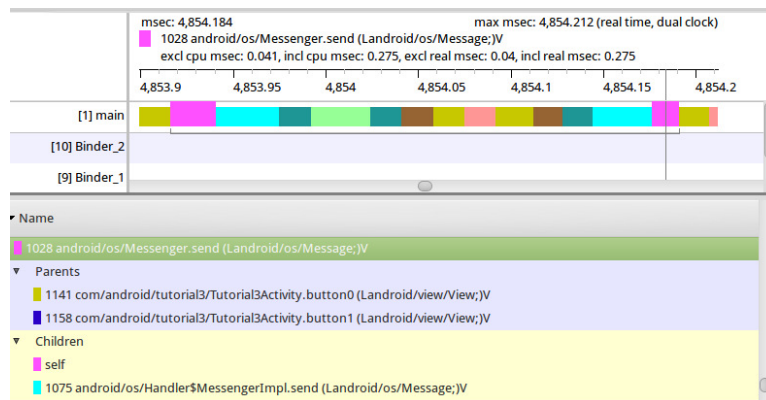 msec: 4,854.184 max msec: 4,854.212 (real time, dual clock)
1028 android/os/Messenger.send (Landroid/os/Message;)V
excl cpu msec: 0.041, incl cpu msec: 0.275, excl real msec: 0.04, incl real msec: 0.275
4,853.9 4,853.95 4,854 4,854.05 4,854.1 4,854.15 4,854.2
[1] main
[10] Binder_2
[9] Binder_1
Name
1028 android/os/Messenger.send (Landroid/os/Message;)V
Parents
1141 com/android/tutorial3/Tutorial3Activity.button0 (Landroid/view/View;)V
1158 com/android/tutorial3/Tutorial3Activity.button1 (Landroid/view/View;)V
Children
self
1075 android/os/Handler$MessengerImpl.send (Landroid/os/Message;)V